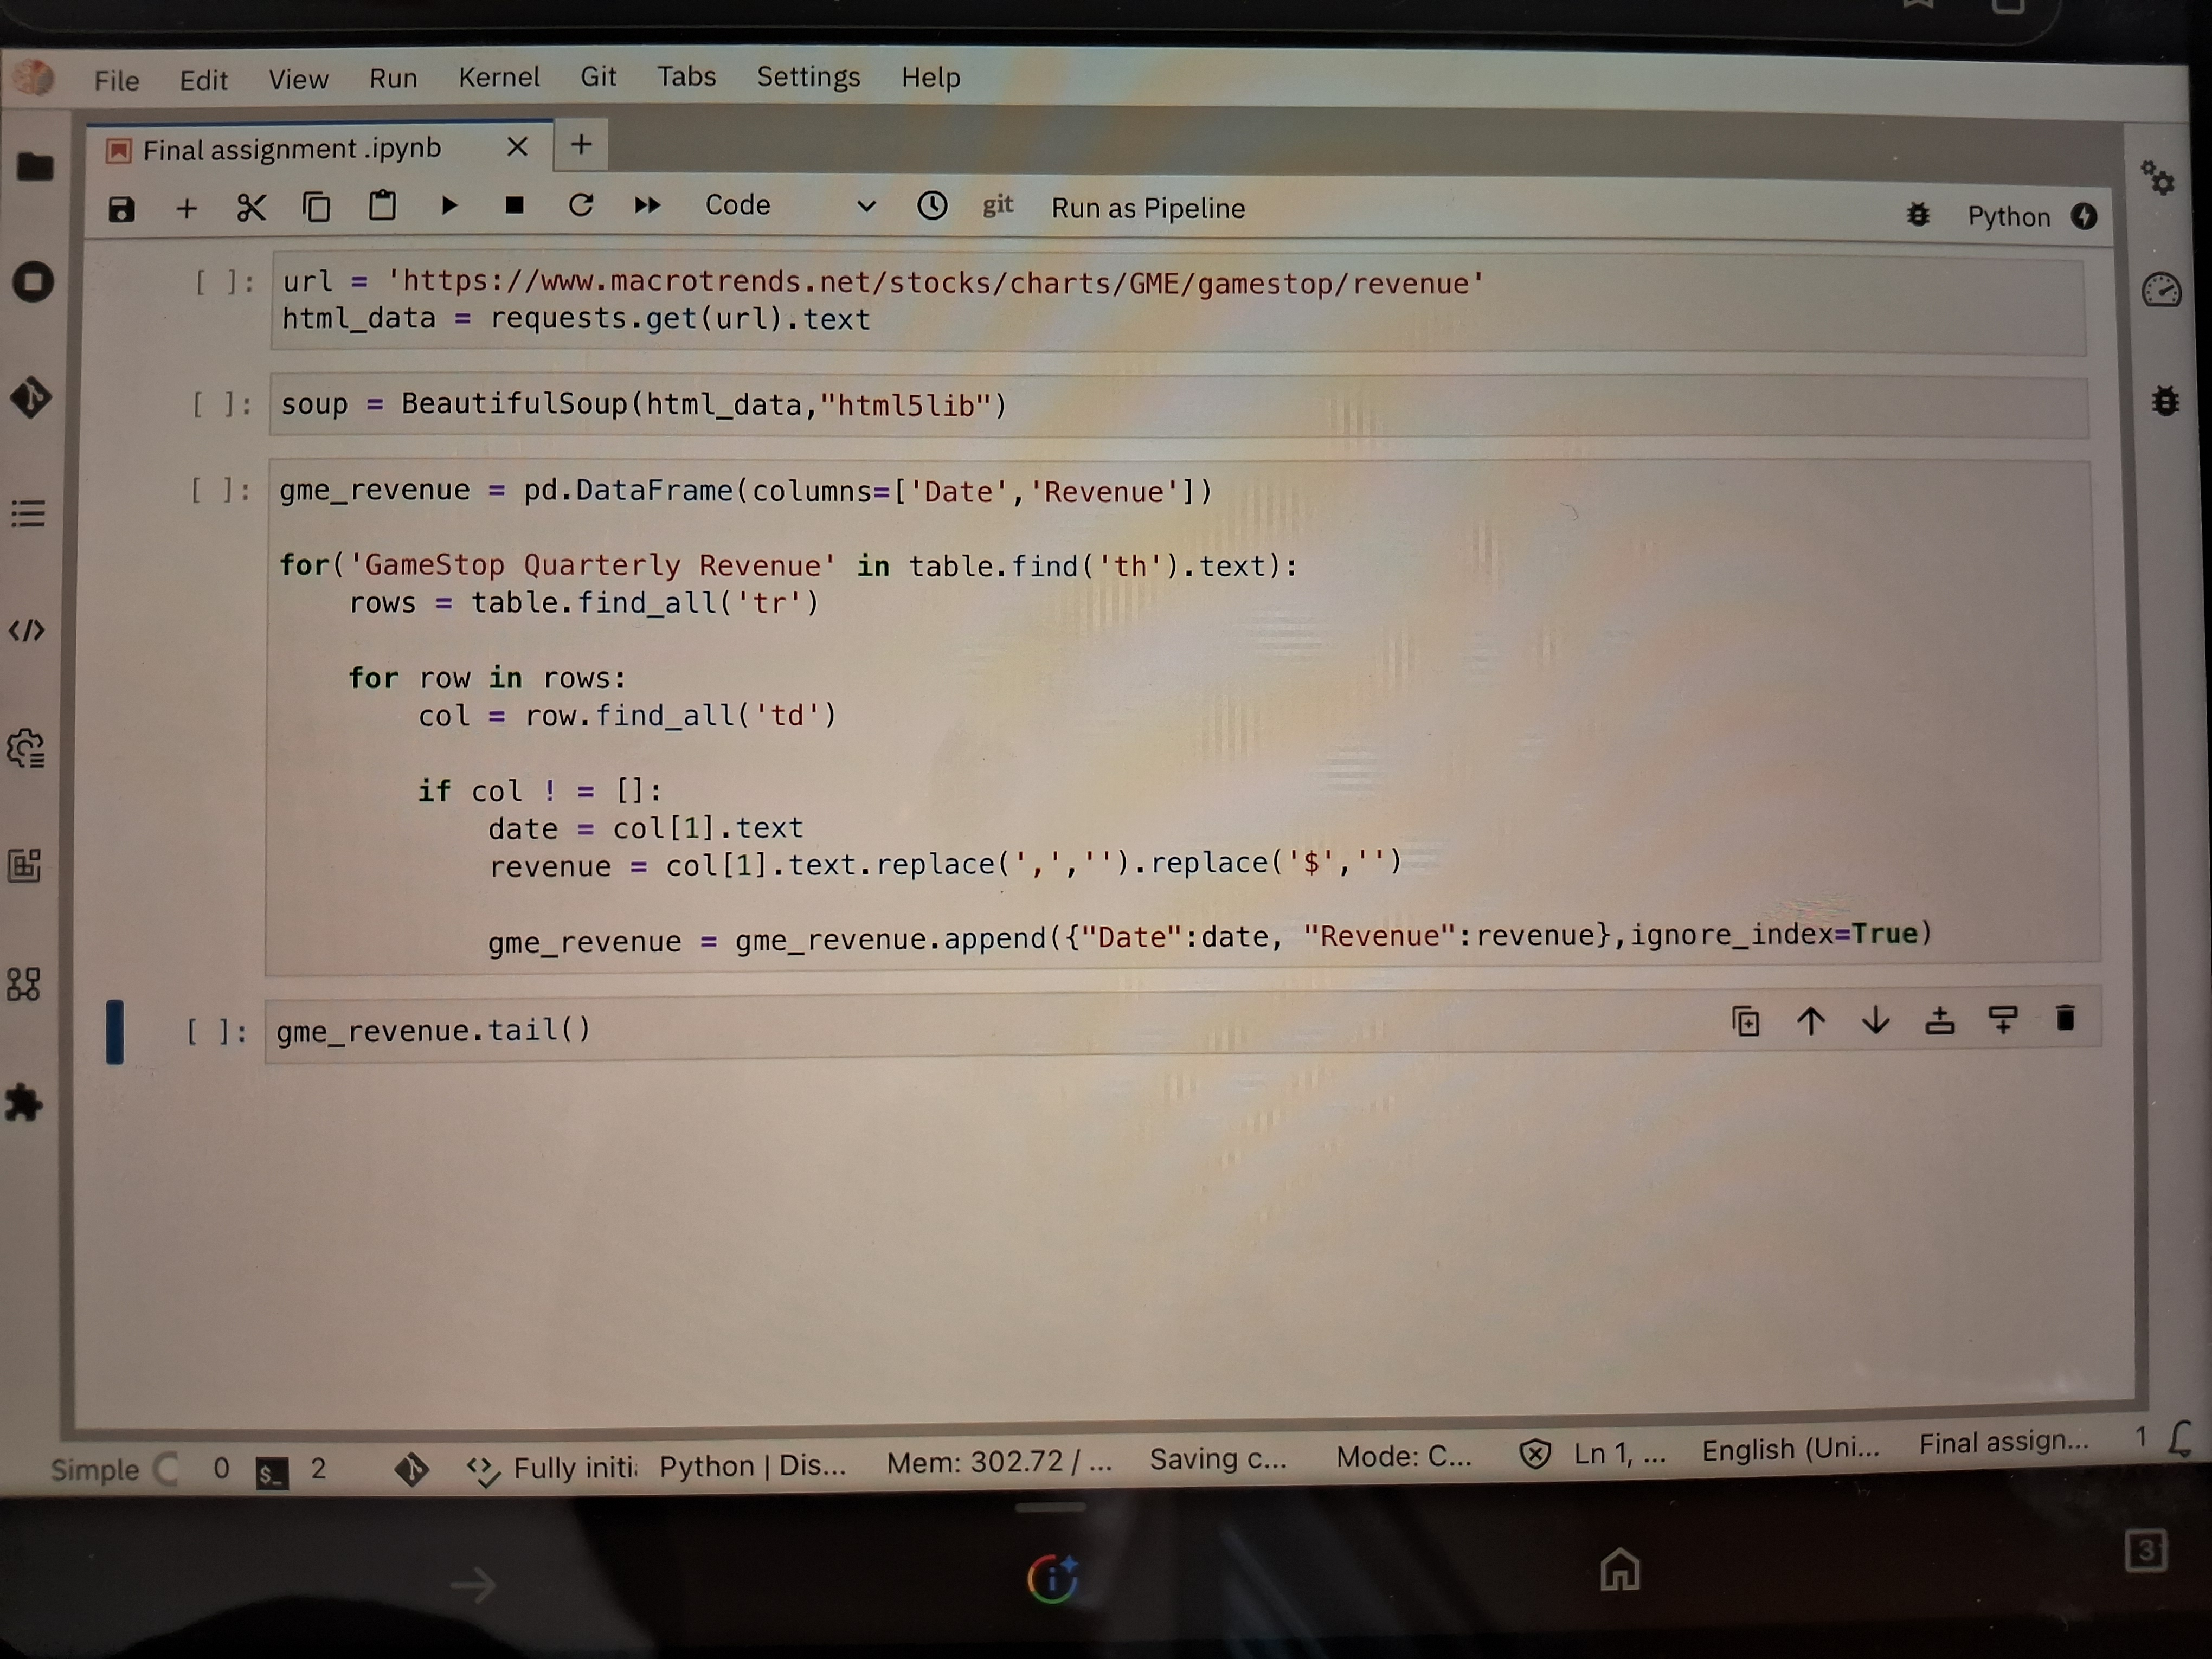 File Edit View Run Kernel Git Tabs Settings Help
Final assignment .ipynb
Code git Run as Pipeline Python
[ ]: url = 'https://www.macrotrends.net/stocks/charts/GME/gamestop/revenue'
html_data = requests.get(url).text
[ ]: soup = BeautifulSoup(html_data,"html5lib")
[ ]: gme_revenue = pd.DataFrame(columns=['Date','Revenue'])
for('GameStop Quarterly Revenue' in table.find('th').text):
rows = table.find_all('tr')
for row in rows:
col = row.find_all('td')
if col ! = []:
date = col[1].text
revenue = col[1].text.replace(',','').replace('$','')
gme_revenue = gme_revenue.append({"Date":date, "Revenue":revenue},ignore_index=True)
[ ]: gme_revenue.tail()
Simple 0 $_ 2 Fully initi Python | Dis... Mem: 302.72 / ... Saving c... Mode: C... Ln 1, ... English (Uni... Final assign... 1
3